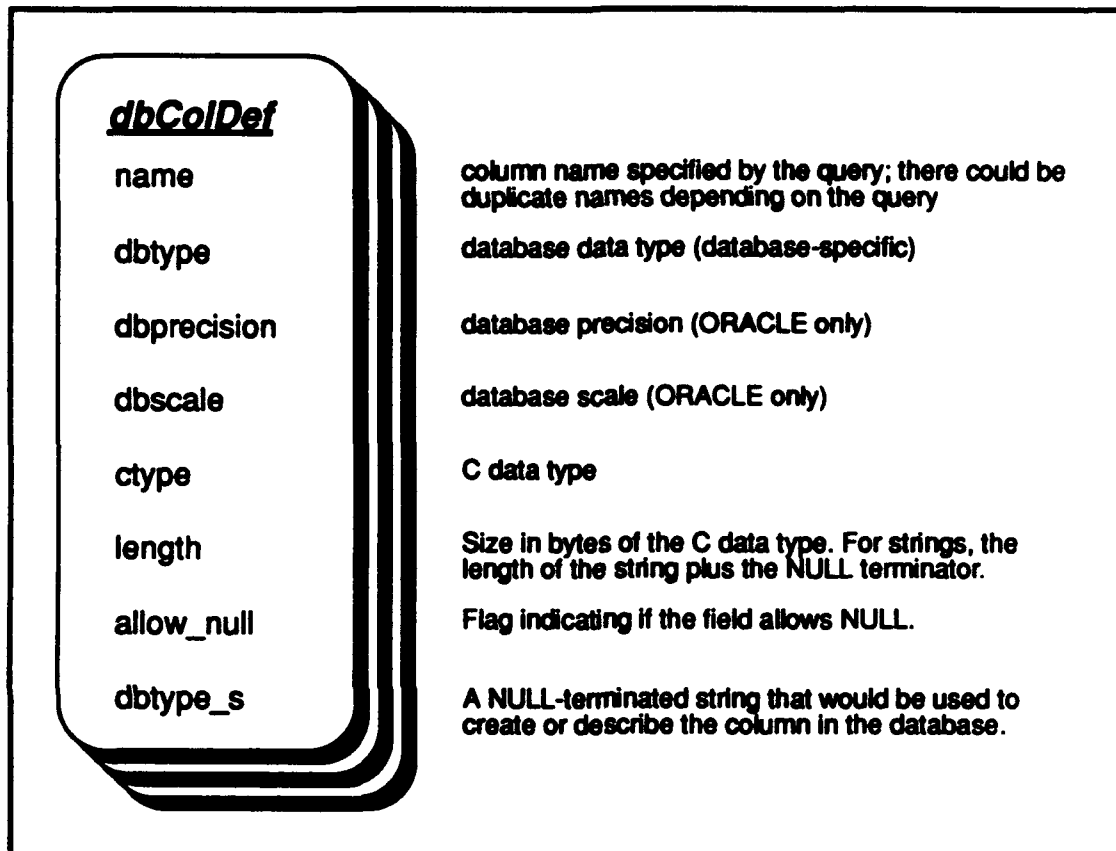 dbColDef
name
column name specified by the query; there could be
duplicate names depending on the query
dbtype
database data type (database-specific)
dbprecision
database precision (ORACLE only)
dbscale
database scale (ORACLE only)
ctype
C data type
length
Size in bytes of the C data type. For strings, the
length of the string plus the NULL terminator.
allow_null
Flag indicating if the field allows NULL.
dbtype_s
A NULL-terminated string that would be used to
create or describe the column in the database.